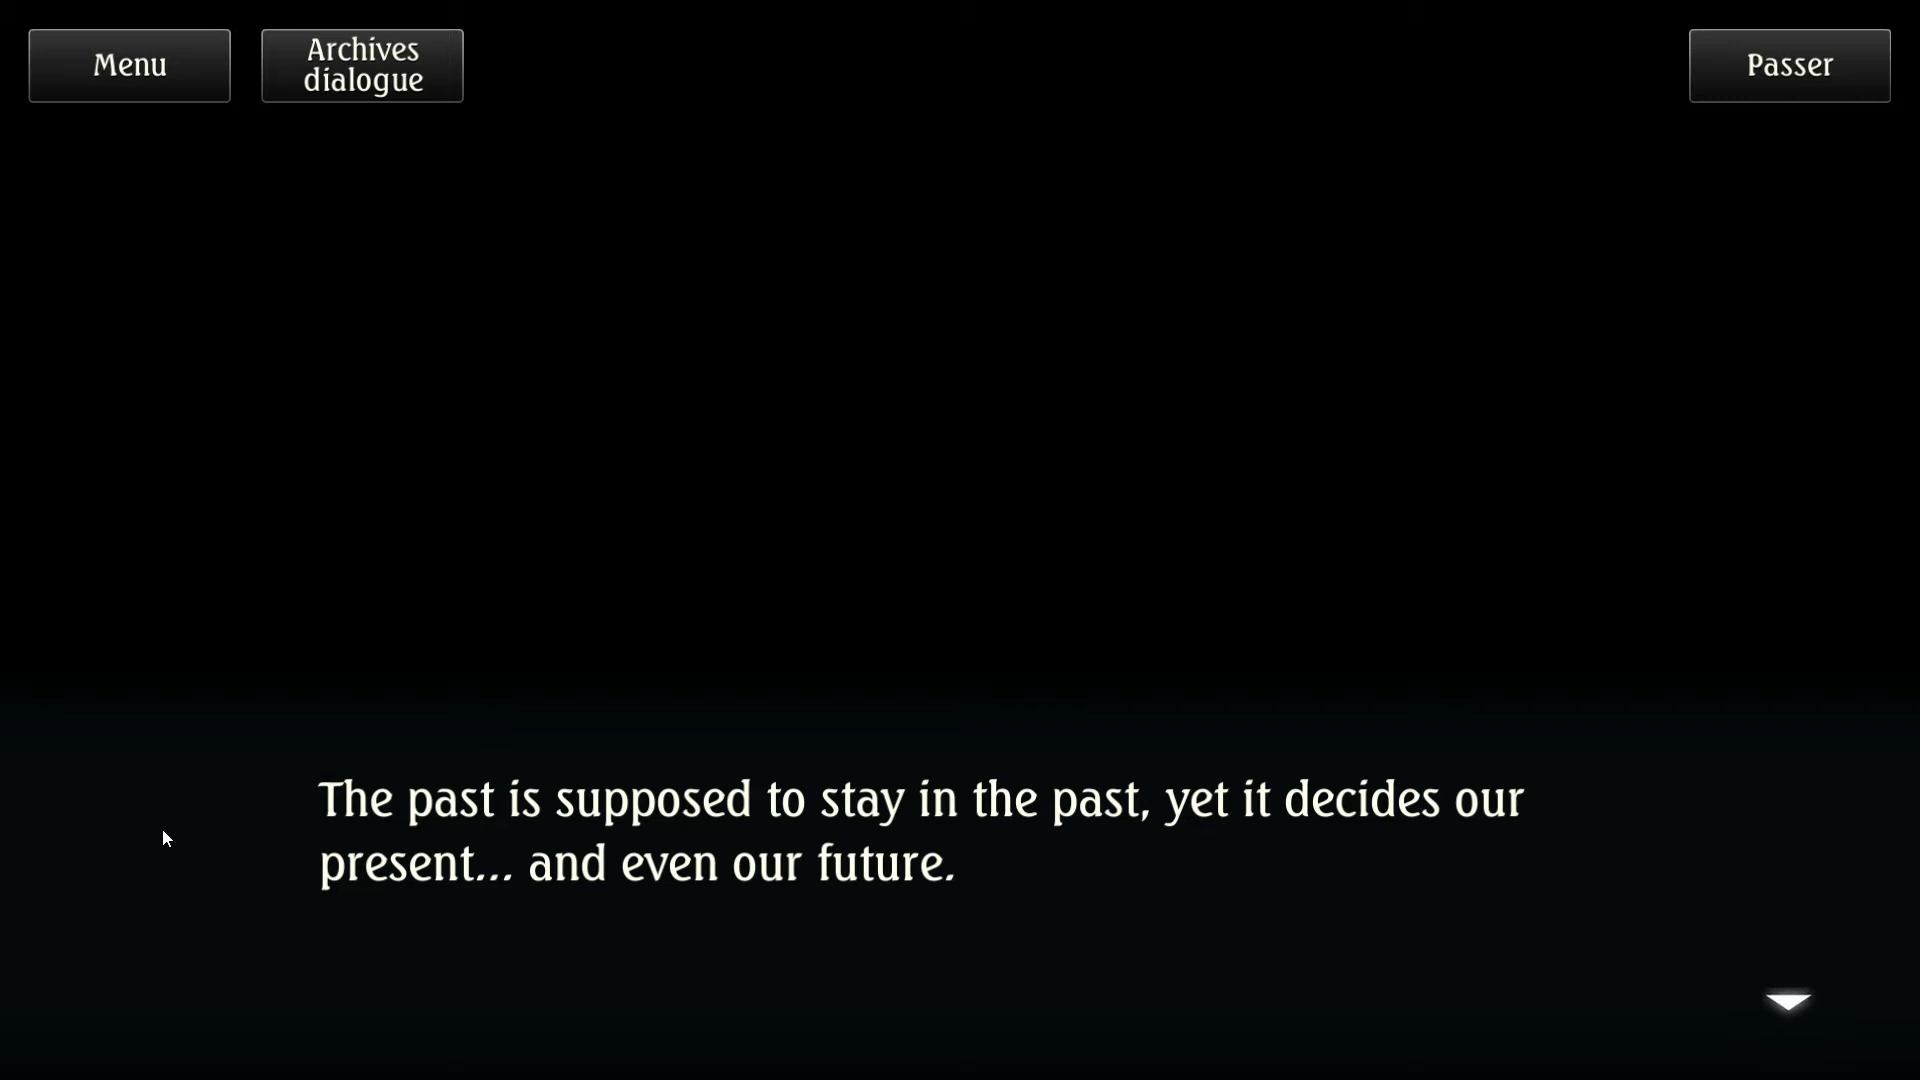 Menu
Archives
dialogue
Passer
The past is supposed to stay in the past, yet it decides our
present... and even our future.